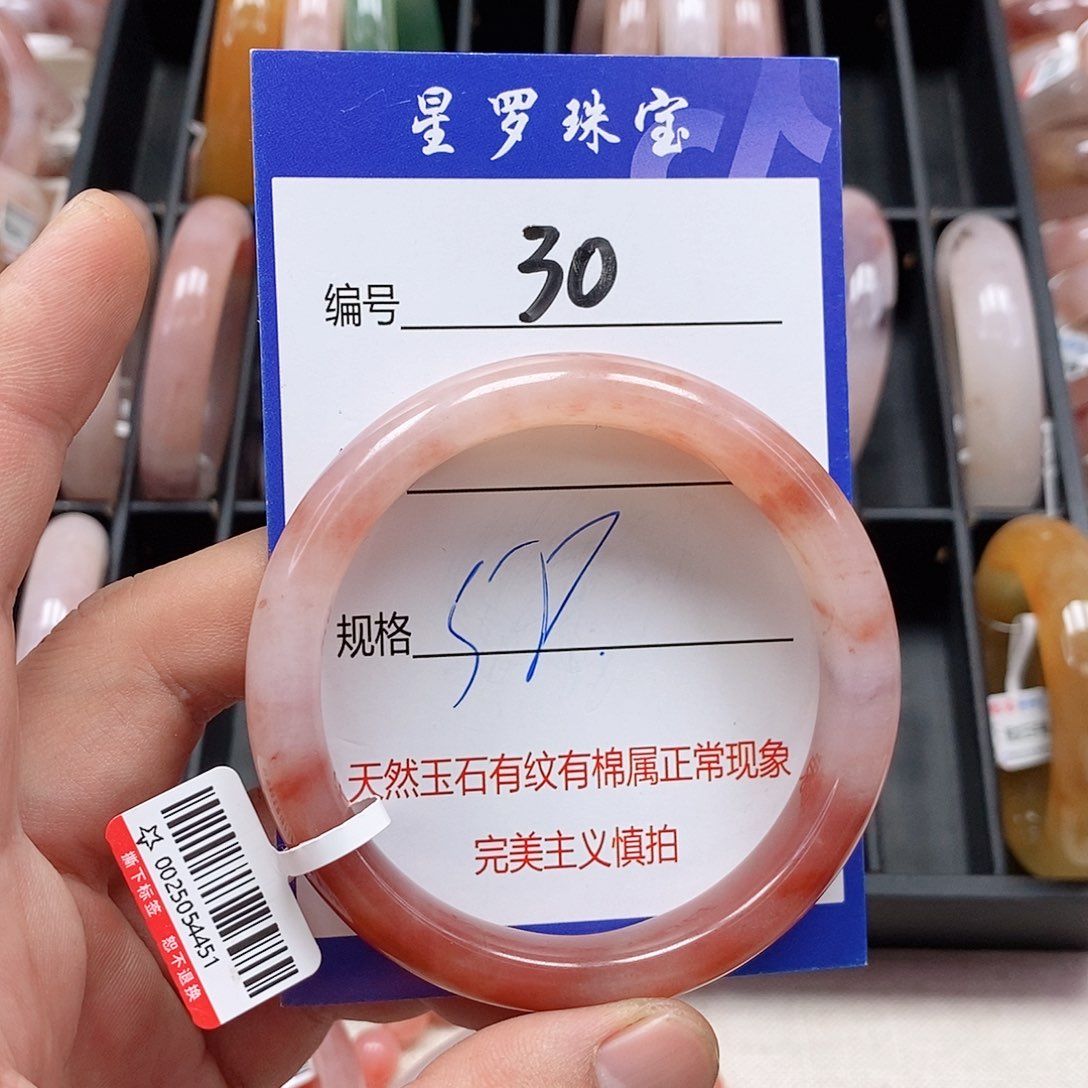 星罗珠宝
编号 30
规格
天然玉石有纹有棉属正常现象
完美主义慎拍
☆ 0025054451
撕下标签 恕不退换